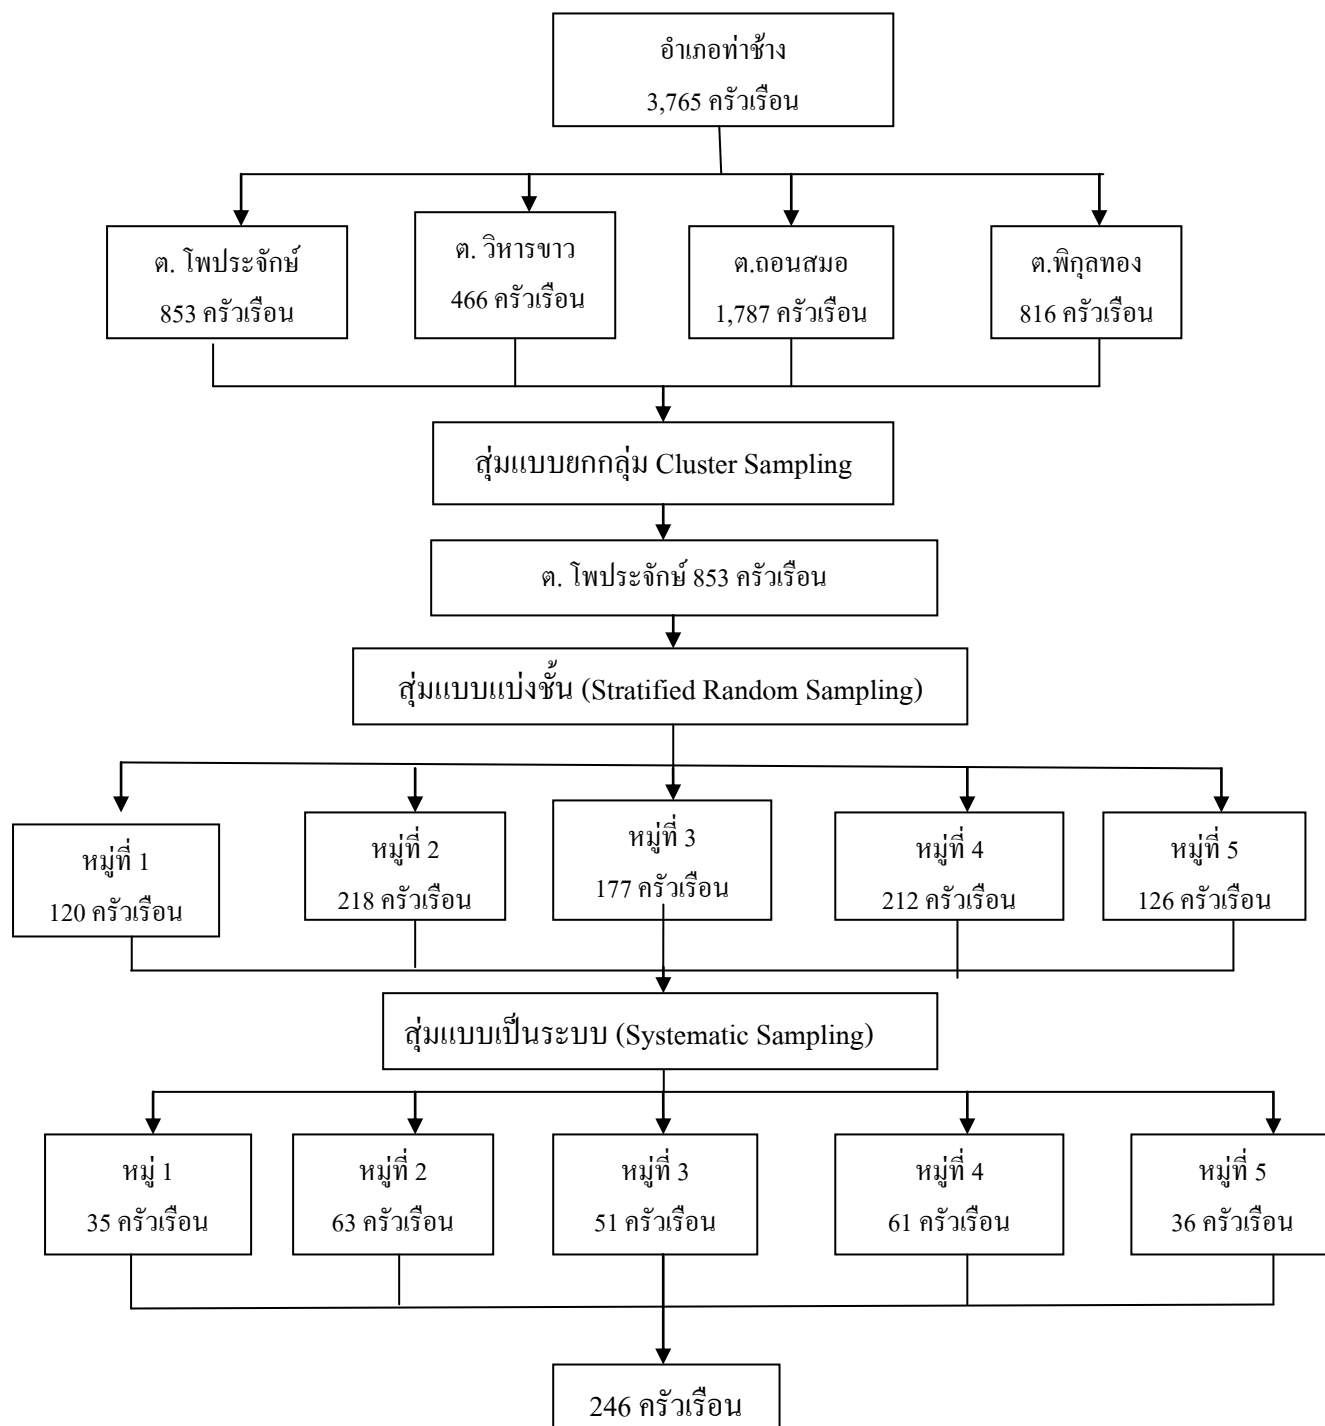 อำเภอท่าช้าง
3,765 ครัวเรือน
ต. โพประจักษ์
853 ครัวเรือน
ต. วิหารขาว
466 ครัวเรือน
ต.ถอนสมอ
1,787 ครัวเรือน
ต.พิกุลทอง
816 ครัวเรือน
สุ่มแบบยกกลุ่ม Cluster Sampling
ต. โพประจักษ์ 853 ครัวเรือน
สุ่มแบบแบ่งชั้น (Stratified Random Sampling)
หมู่ที่ 1
120 ครัวเรือน
หมู่ที่ 2
218 ครัวเรือน
หมู่ที่ 3
177 ครัวเรือน
หมู่ที่ 4
212 ครัวเรือน
หมู่ที่ 5
126 ครัวเรือน
สุ่มแบบเป็นระบบ (Systematic Sampling)
หมู่ 1
35 ครัวเรือน
หมู่ที่ 2
63 ครัวเรือน
หมู่ที่ 3
51 ครัวเรือน
หมู่ที่ 4
61 ครัวเรือน
หมู่ที่ 5
36 ครัวเรือน
246 ครัวเรือน